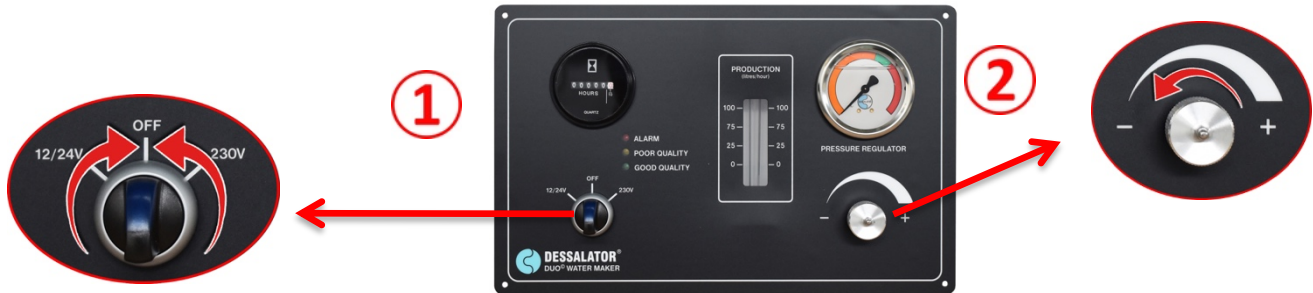 OFF
12/24V
230V
1
HOURS
QUARTZ
ALARM
POOR QUALITY
GOOD QUALITY
OFF
12/24V
230V
DESSALATOR®
DUO© WATER MAKER
PRODUCTION
(litres/hour)
100 100
75 75
25 25
0 0
PRESSURE REGULATOR
- +
2
- +